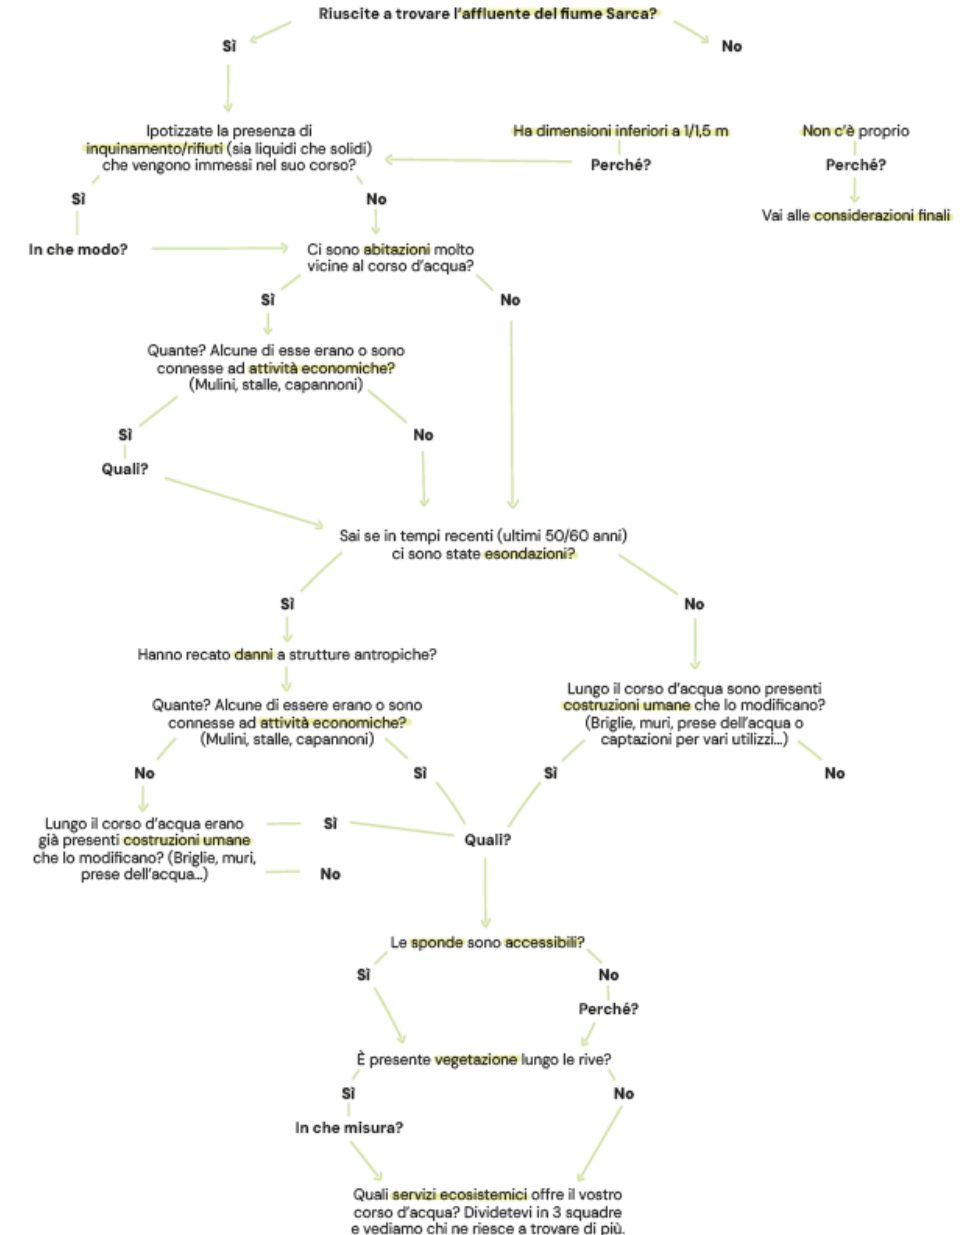 Riuscite a trovare l'affluente del fiume Sarca?
Sì
No
Ipotizzate la presenza di
inquinamento/rifiuti (sia liquidi che solidi)
che vengono immessi nel suo corso?
Ha dimensioni inferiori a 1/1,5 m
Perché?
Non c'è proprio
Perché?
Vai alle considerazioni finali
Sì
No
In che modo?
Ci sono abitazioni molto
vicine al corso d'acqua?
Sì
No
Quante? Alcune di esse erano o sono
connesse ad attività economiche?
(Mulini, stalle, capannoni)
Sì
No
Quali?
Sai se in tempi recenti (ultimi 50/60 anni)
ci sono state esondazioni?
Sì
No
Hanno recato danni a strutture antropiche?
Quante? Alcune di essere erano o sono
connesse ad attività economiche?
(Mulini, stalle, capannoni)
Lungo il corso d'acqua sono presenti
costruzioni umane che lo modificano?
(Briglie, muri, prese dell'acqua o
captazioni per vari utilizzi...)
No
Sì
Sì
No
Lungo il corso d'acqua erano
già presenti costruzioni umane
che lo modificano? (Briglie, muri,
prese dell'acqua...)
Sì
No
Quali?
Le sponde sono accessibili?
Sì
No
Perché?
È presente vegetazione lungo le rive?
Sì
No
In che misura?
Quali servizi ecosistemici offre il vostro
corso d'acqua? Dividetevi in 3 squadre
e vediamo chi ne riesce a trovare di più.